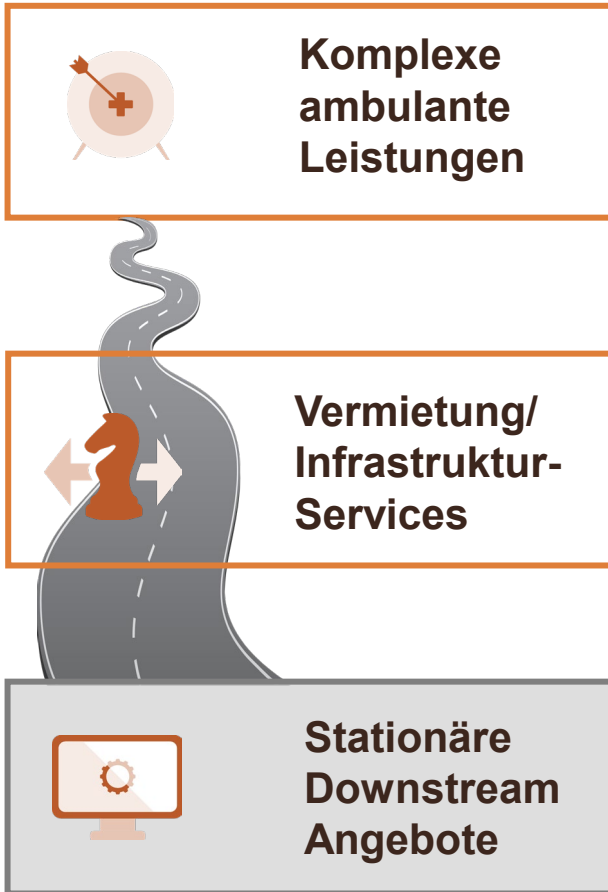 Komplexe
ambulante
Leistungen
Vermietung/
Infrastruktur-
Services
Stationäre
Downstream
Angebote